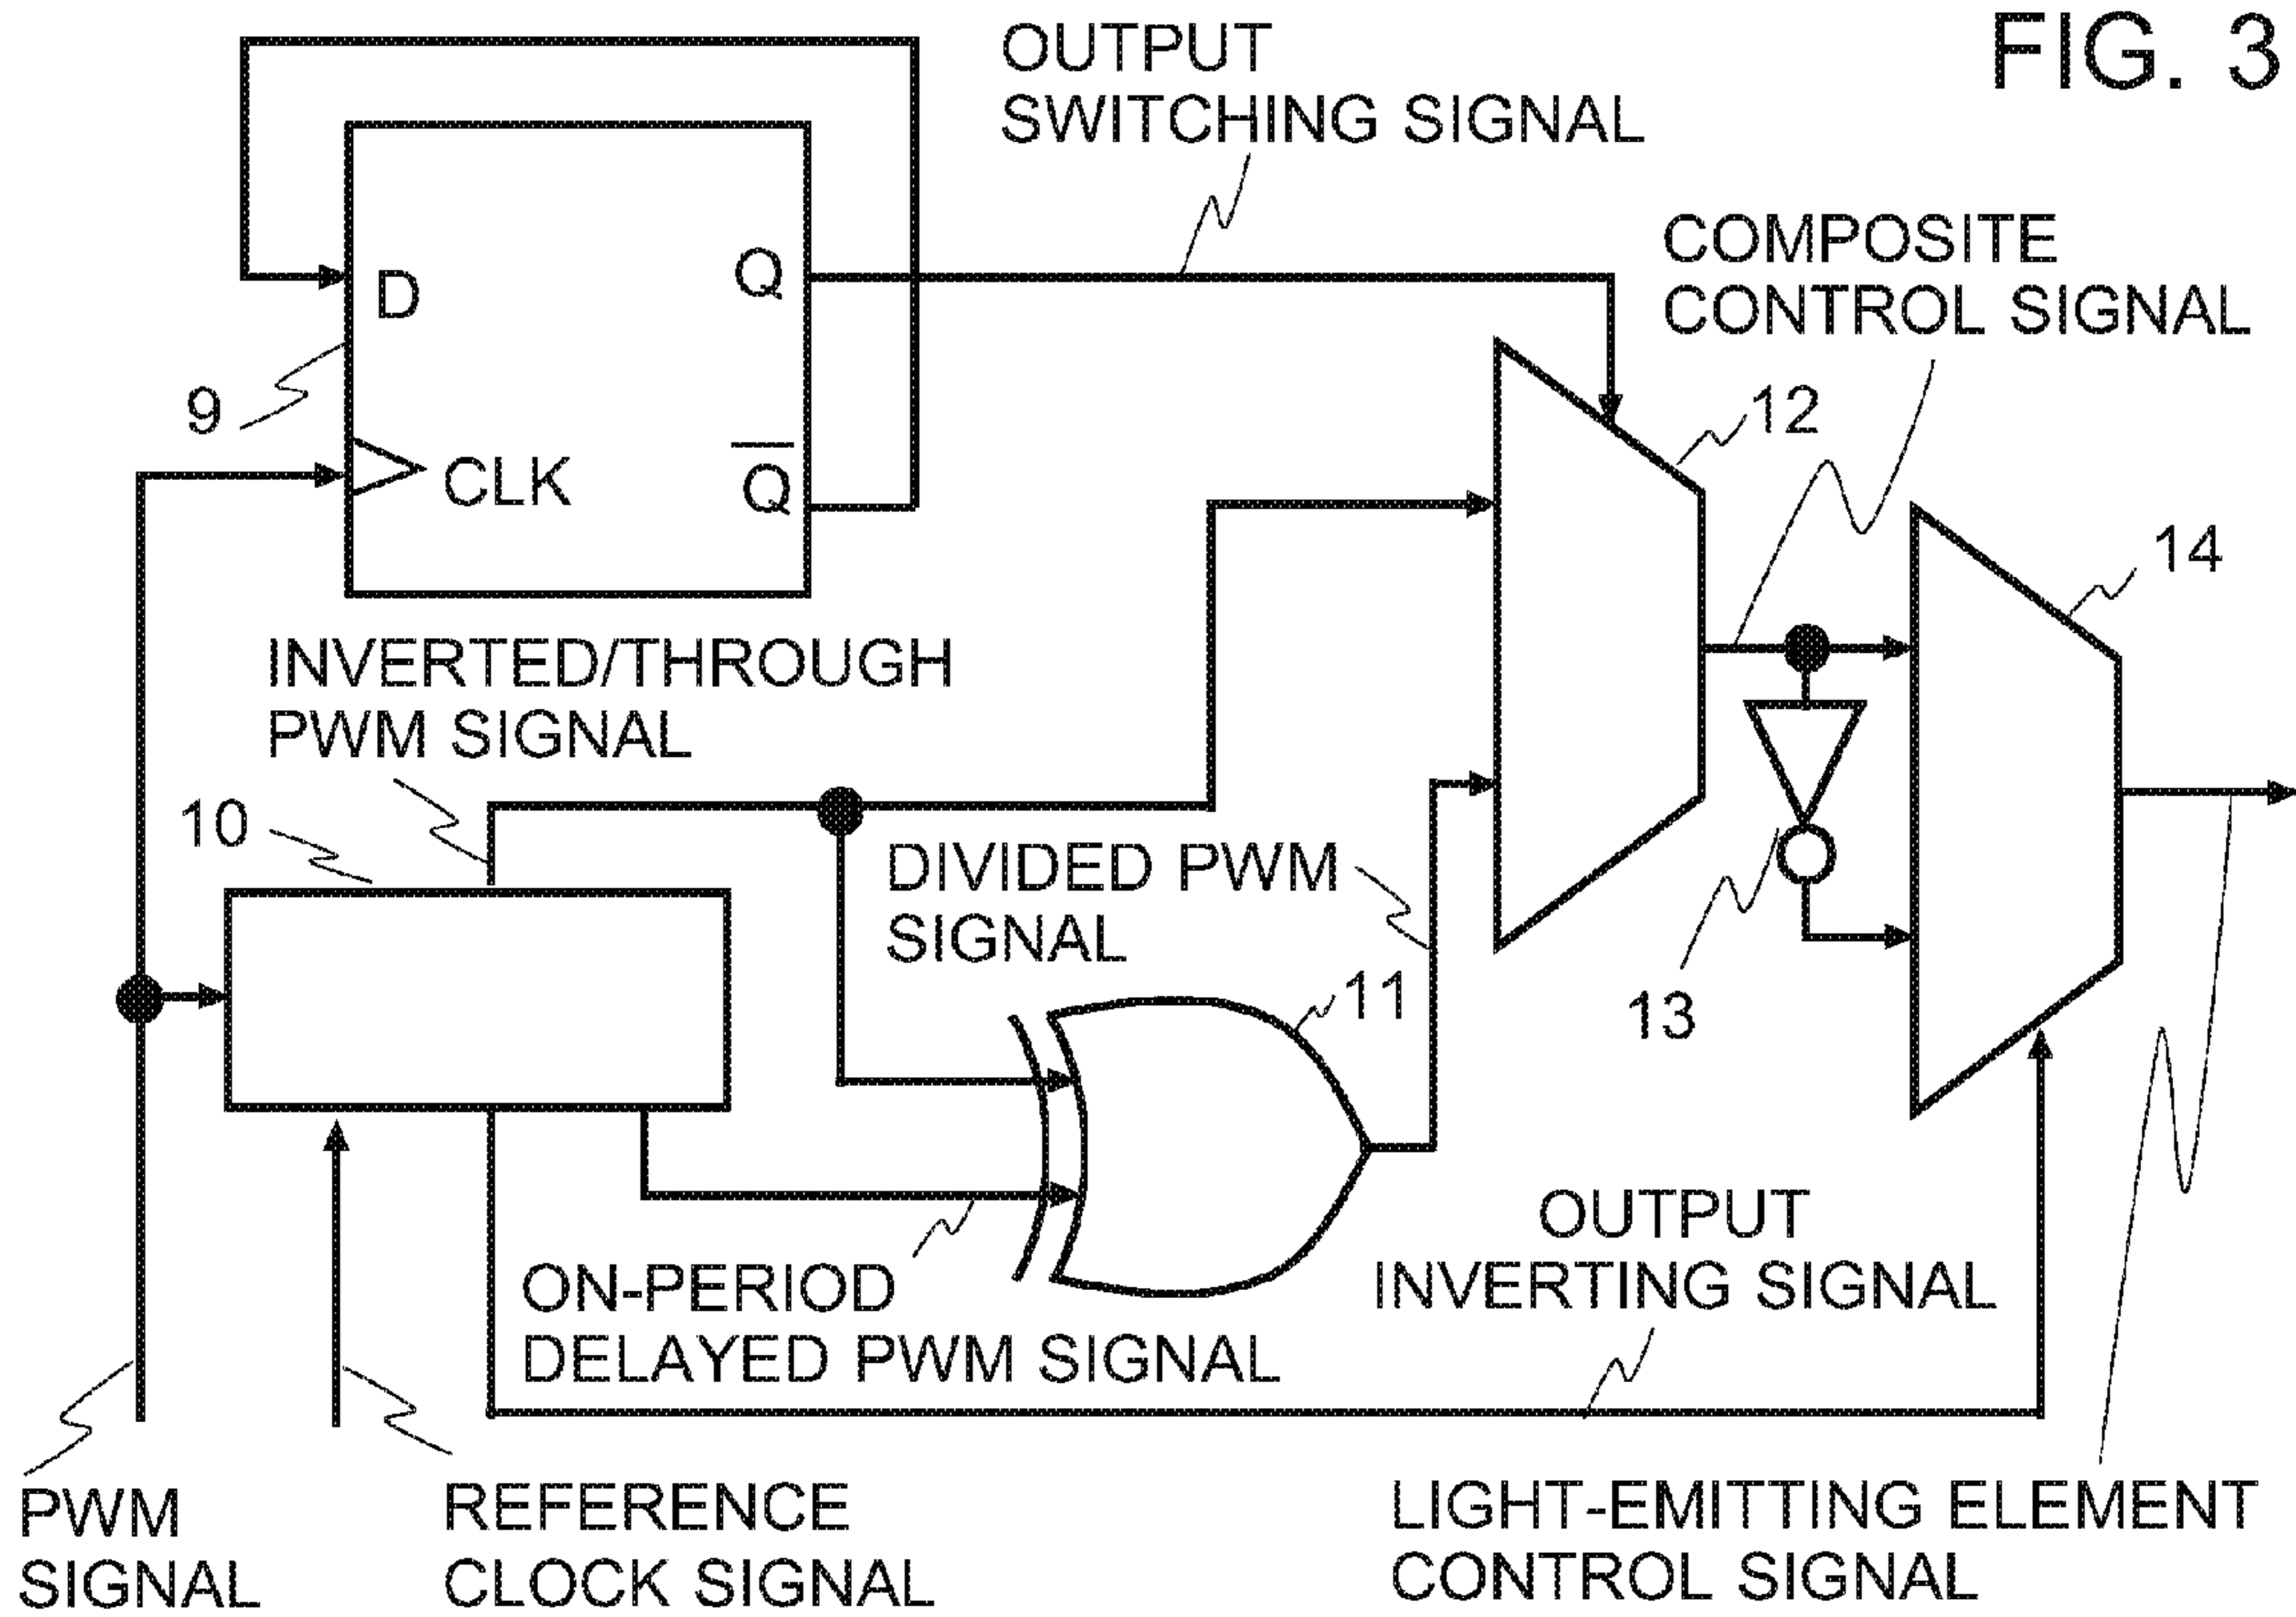 FIG. 3
OUTPUT
SWITCHING SIGNAL
COMPOSITE
CONTROL SIGNAL
D
Q
9
CLK
Q̅
12
14
INVERTED/THROUGH
PWM SIGNAL
10
DIVIDED PWM
SIGNAL
11
13
ON-PERIOD
DELAYED PWM SIGNAL
OUTPUT
INVERTING SIGNAL
PWM
SIGNAL
REFERENCE
CLOCK SIGNAL
LIGHT-EMITTING ELEMENT
CONTROL SIGNAL